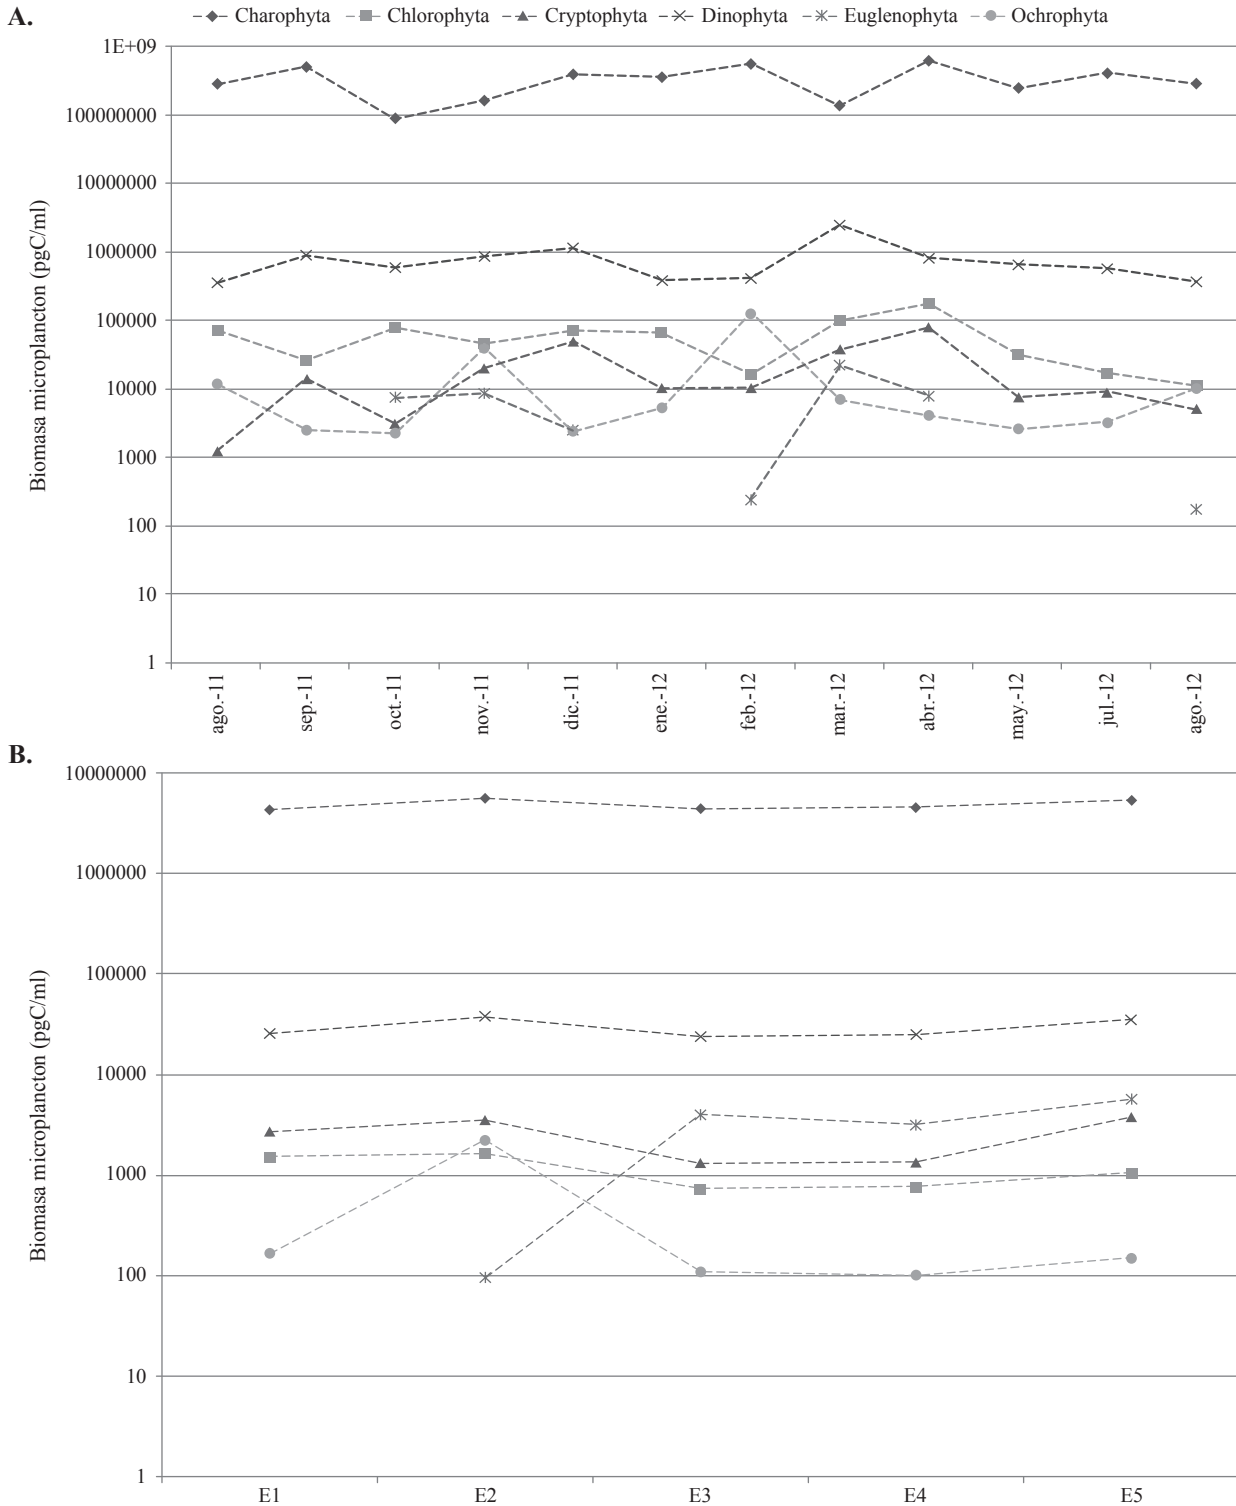 A.
Charophyta Chlorophyta Cryptophyta Dinophyta Euglenophyta Ochrophyta
1E+09
100000000
10000000
1000000
100000
10000
1000
100
10
1
Biomasa microplancton (pgC/ml)
ago.-11 sep.-11 oct.-11 nov.-11 dic.-11 ene.-12 feb.-12 mar.-12 abr.-12 may.-12 jul.-12 ago.-12
B.
10000000
1000000
100000
10000
1000
100
10
1
Biomasa microplancton (pgC/ml)
E1 E2 E3 E4 E5